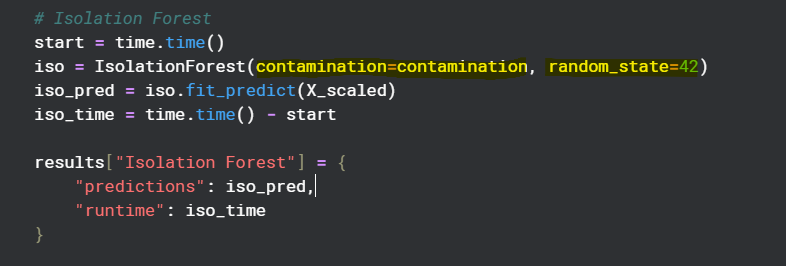 # Isolation Forest
start = time.time()
iso = IsolationForest(contamination=contamination, random_state=42)
iso_pred = iso.fit_predict(X_scaled)
iso_time = time.time() - start
results["Isolation Forest"] = {
    "predictions": iso_pred,
    "runtime": iso_time
}